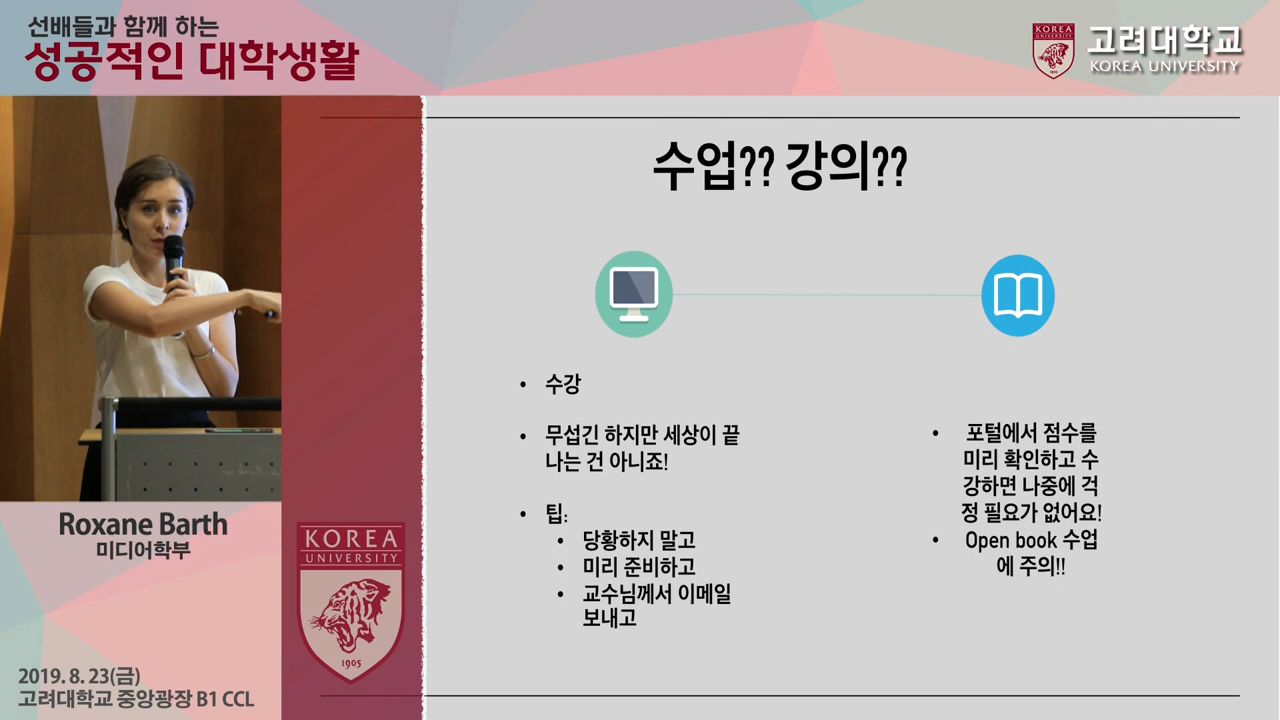 선배들과 함께 하는
성공적인 대학생활
KOREA
UNIVERSITY
1905
고려대학교
KOREA UNIVERSITY
수업?? 강의??
• 수강
• 무섭긴 하지만 세상이 끝
나는 건 아니죠!
• 팁:
• 당황하지 말고
• 미리 준비하고
• 교수님께서 이메일
보내고
• 포털에서 점수를
미리 확인하고 수
강하면 나중에 걱
정 필요가 없어요!
• Open book 수업
에 주의!!
Roxane Barth
미디어학부
KOREA
UNIVERSITY
1905
2019. 8. 23(금)
고려대학교 중앙광장 B1 CCL